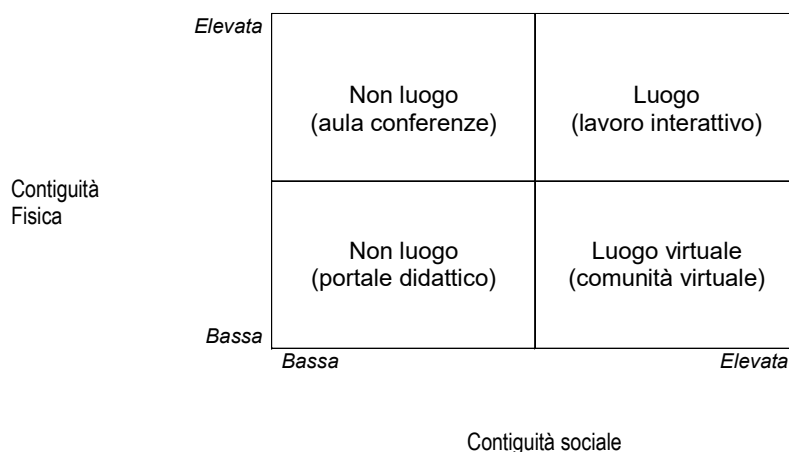 Elevata
Non luogo
(aula conferenze)
Luogo
(lavoro interattivo)
Contiguità
Fisica
Non luogo
(portale didattico)
Luogo virtuale
(comunità virtuale)
Bassa
Bassa
Elevata
Contiguità sociale